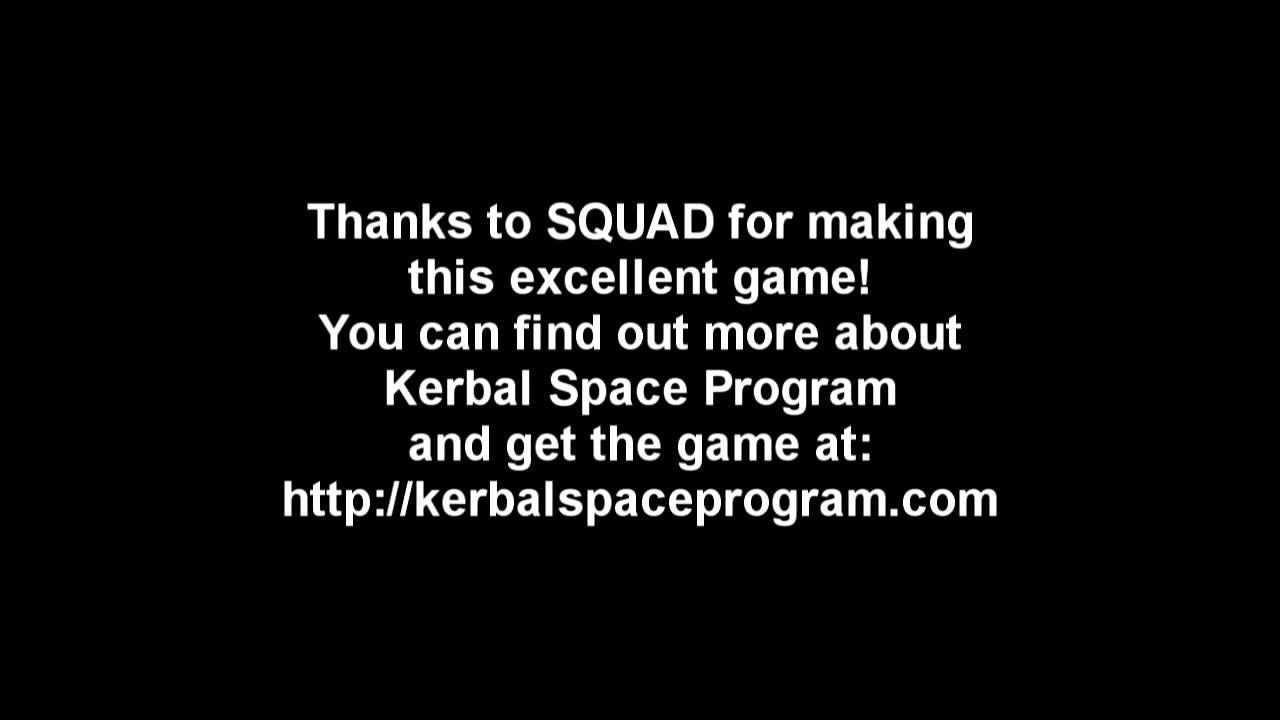 Thanks to SQUAD for making
this excellent game!
You can find out more about
Kerbal Space Program
and get the game at:
http://kerbalspaceprogram.com